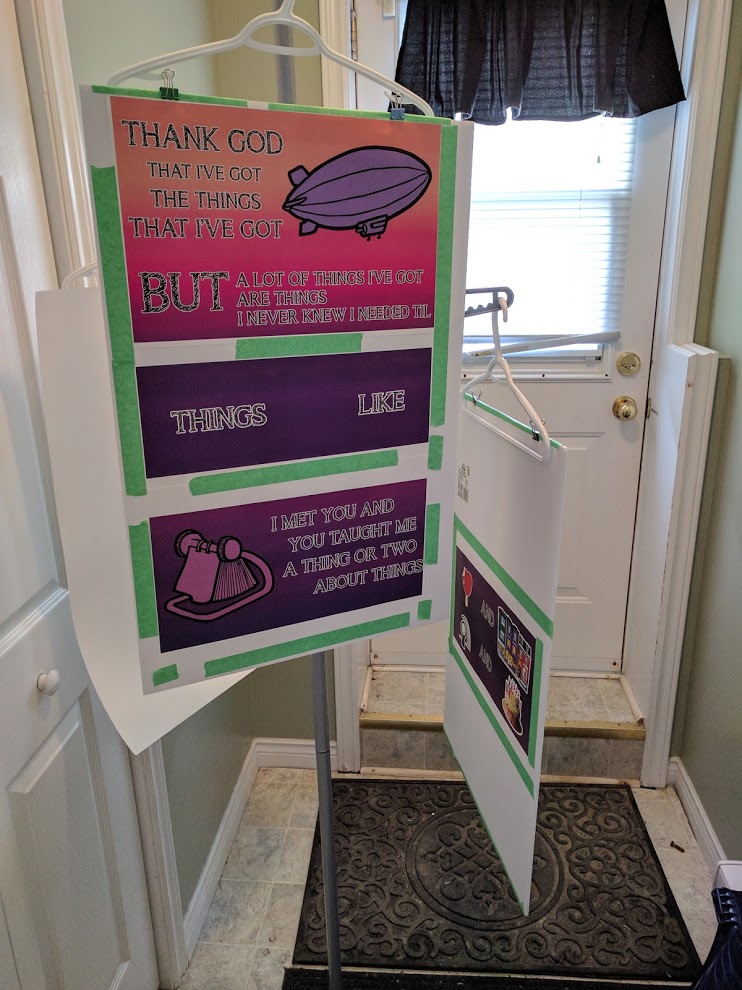 THANK GOD
THAT I'VE GOT
THE THINGS
THAT I'VE GOT
BUT A LOT OF THINGS I'VE GOT
ARE THINGS
I NEVER KNEW I NEEDED TIL
THINGS LIKE
I MET YOU AND
YOU TAUGHT ME
A THING OR TWO
ABOUT THINGS
AND
AND